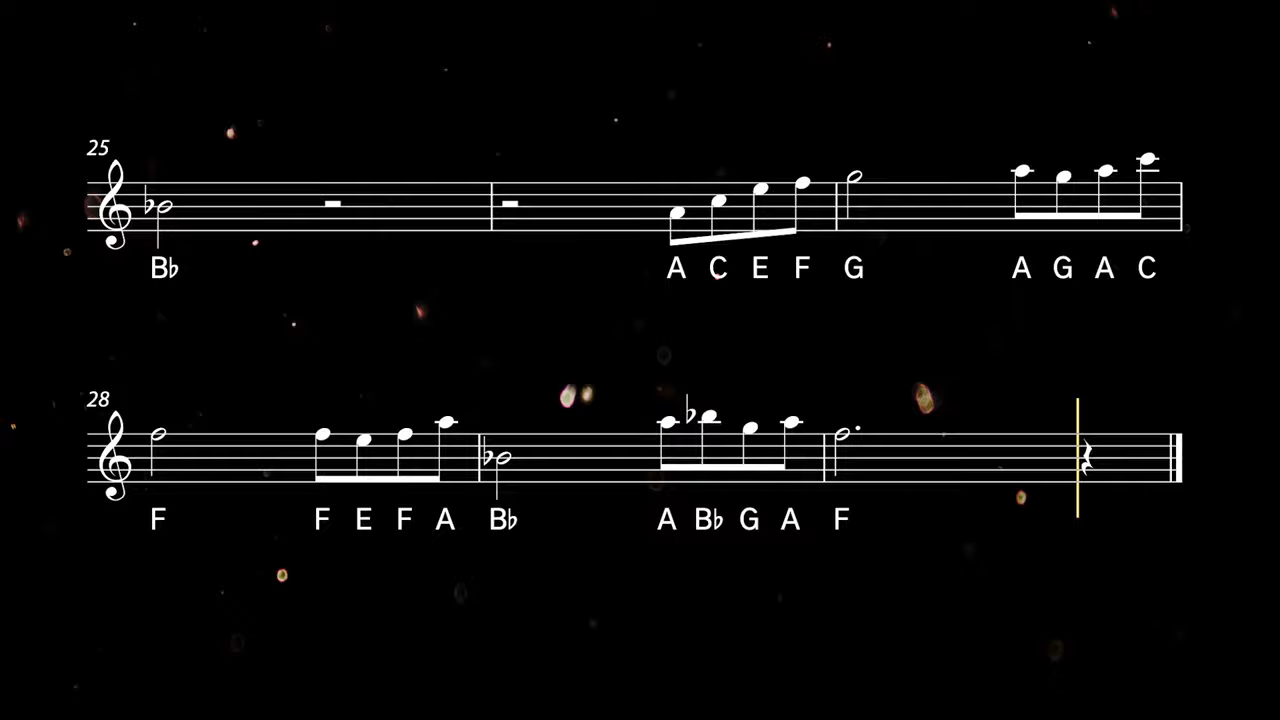 25
B♭ A C E F G A G A C
28
F F E F A B♭ A B♭ G A F